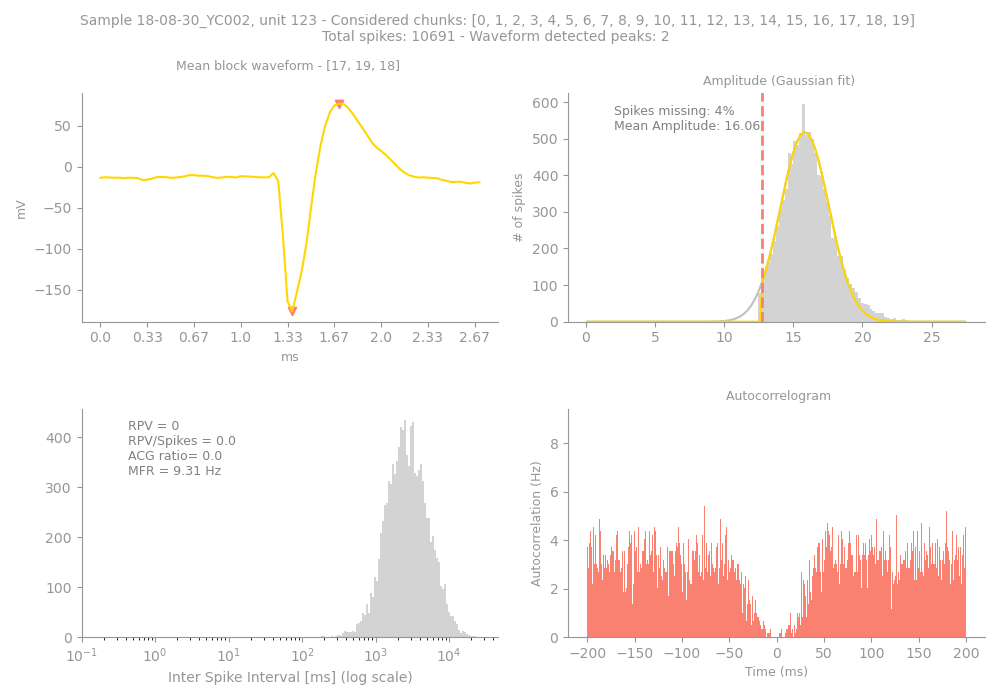 Sample 18-08-30_YC002, unit 123 - Considered chunks: [0, 1, 2, 3, 4, 5, 6, 7, 8, 9, 10, 11, 12, 13, 14, 15, 16, 17, 18, 19]
Total spikes: 10691 - Waveform detected peaks: 2
Mean block waveform - [17, 19, 18]
50
0
−50
−100
−150
mV
0.0 0.33 0.67 1.0 1.33 1.67 2.0 2.33 2.67
ms
Amplitude (Gaussian fit)
Spikes missing: 4%
Mean Amplitude: 16.06
600
500
400
300
200
100
0
# of spikes
0 5 10 15 20 25
RPV = 0
RPV/Spikes = 0.0
ACG ratio= 0.0
MFR = 9.31 Hz
400
300
200
100
0
10⁻¹ 10⁰ 10¹ 10² 10³ 10⁴
Inter Spike Interval [ms] (log scale)
Autocorrelogram
8
6
4
2
0
Autocorrelation (Hz)
−200 −150 −100 −50 0 50 100 150 200
Time (ms)